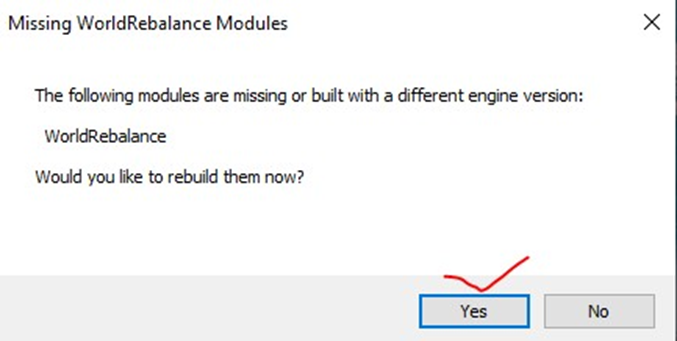 Missing WorldRebalance Modules
The following modules are missing or built with a different engine version:
WorldRebalance
Would you like to rebuild them now?
Yes No